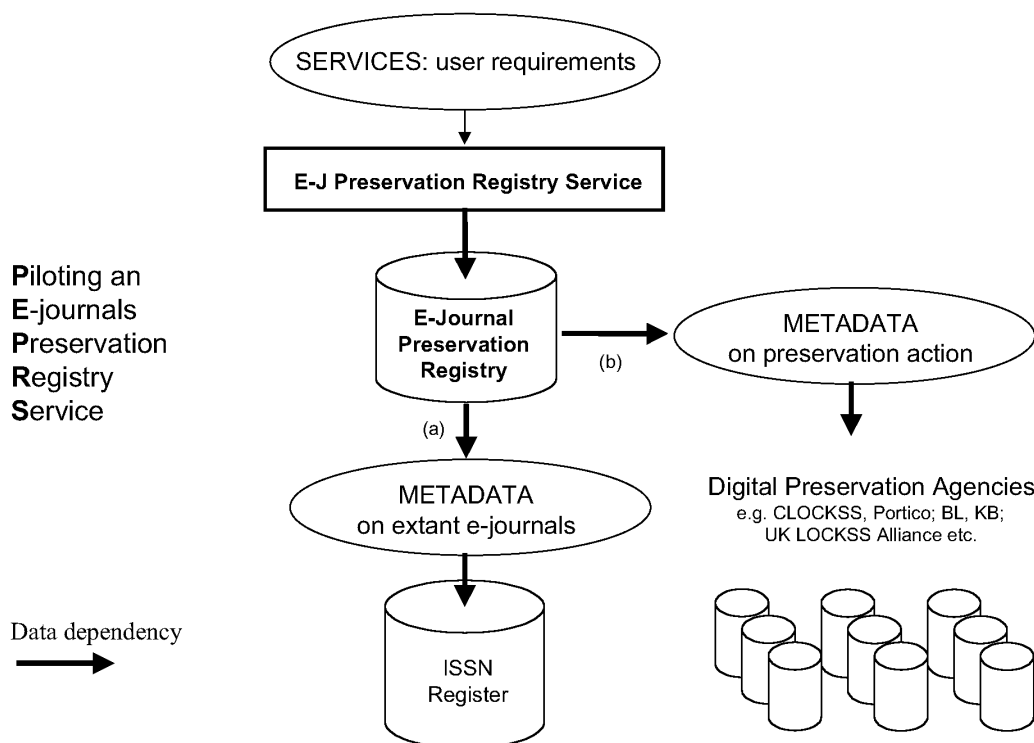 SERVICES: user requirements
E-J Preservation Registry Service
Piloting an
E-journals
Preservation
Registry
Service
E-Journal
Preservation
Registry
(b)
METADATA
on preservation action
(a)
METADATA
on extant e-journals
Digital Preservation Agencies
e.g. CLOCKSS, Portico; BL, KB;
UK LOCKSS Alliance etc.
Data dependency
ISSN
Register